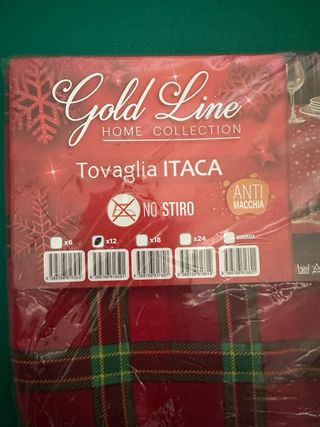 Gold Line
HOME COLLECTION
Tovaglia ITACA
NO STIRO
ANTI
MACCHIA
x6 x12 x18 x24